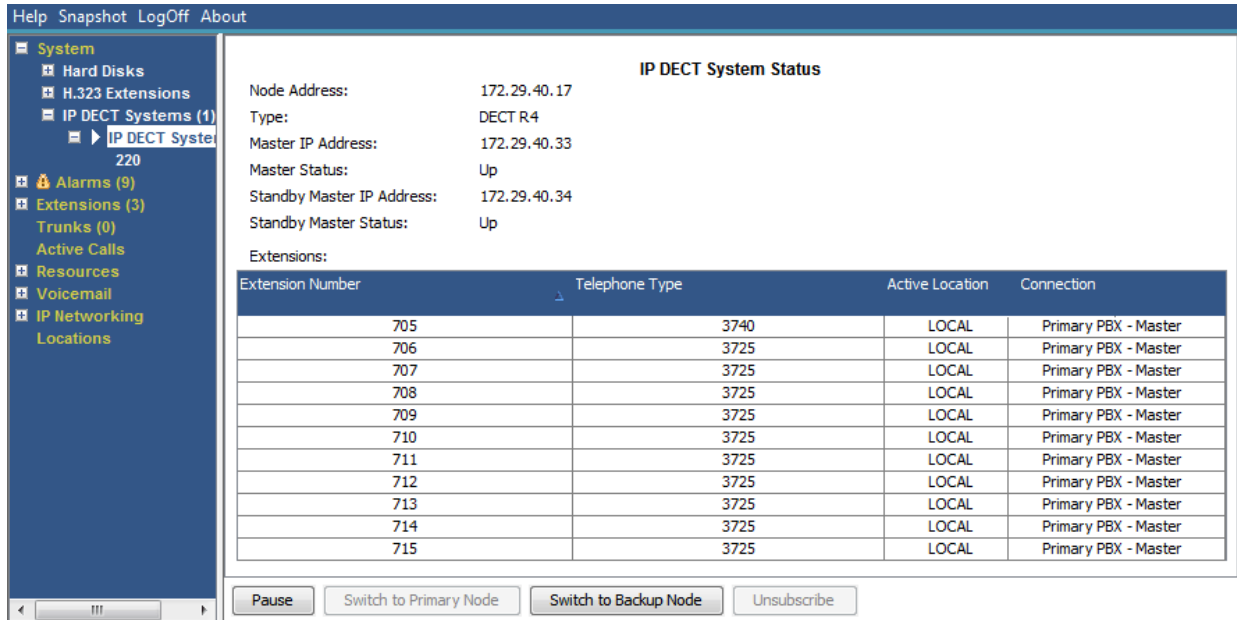 Help Snapshot LogOff About
System
Hard Disks
H.323 Extensions
IP DECT Systems (1)
IP DECT System
220
Alarms (9)
Extensions (3)
Trunks (0)
Active Calls
Resources
Voicemail
IP Networking
Locations
IP DECT System Status
Node Address: 172.29.40.17
Type: DECT R4
Master IP Address: 172.29.40.33
Master Status: Up
Standby Master IP Address: 172.29.40.34
Standby Master Status: Up
Extensions:
Extension Number Telephone Type Active Location Connection
705 3740 LOCAL Primary PBX - Master
706 3725 LOCAL Primary PBX - Master
707 3725 LOCAL Primary PBX - Master
708 3725 LOCAL Primary PBX - Master
709 3725 LOCAL Primary PBX - Master
710 3725 LOCAL Primary PBX - Master
711 3725 LOCAL Primary PBX - Master
712 3725 LOCAL Primary PBX - Master
713 3725 LOCAL Primary PBX - Master
714 3725 LOCAL Primary PBX - Master
715 3725 LOCAL Primary PBX - Master
Pause Switch to Primary Node Switch to Backup Node Unsubscribe